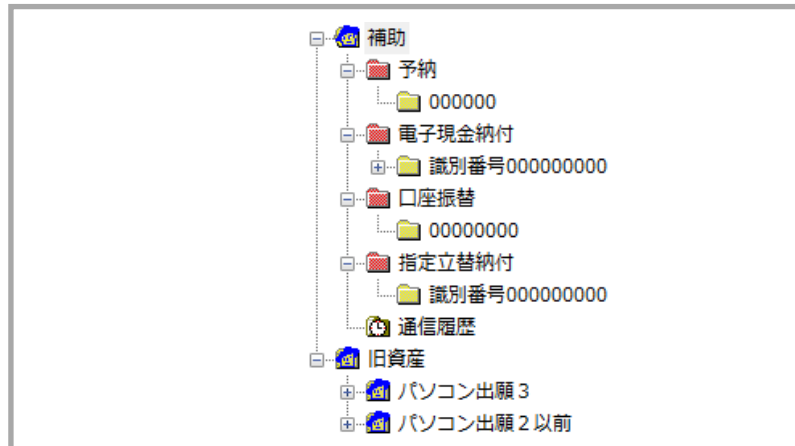 補助
予納
000000
電子現金納付
識別番号000000000
口座振替
00000000
指定立替納付
識別番号000000000
通信履歴
旧資産
パソコン出願３
パソコン出願２以前